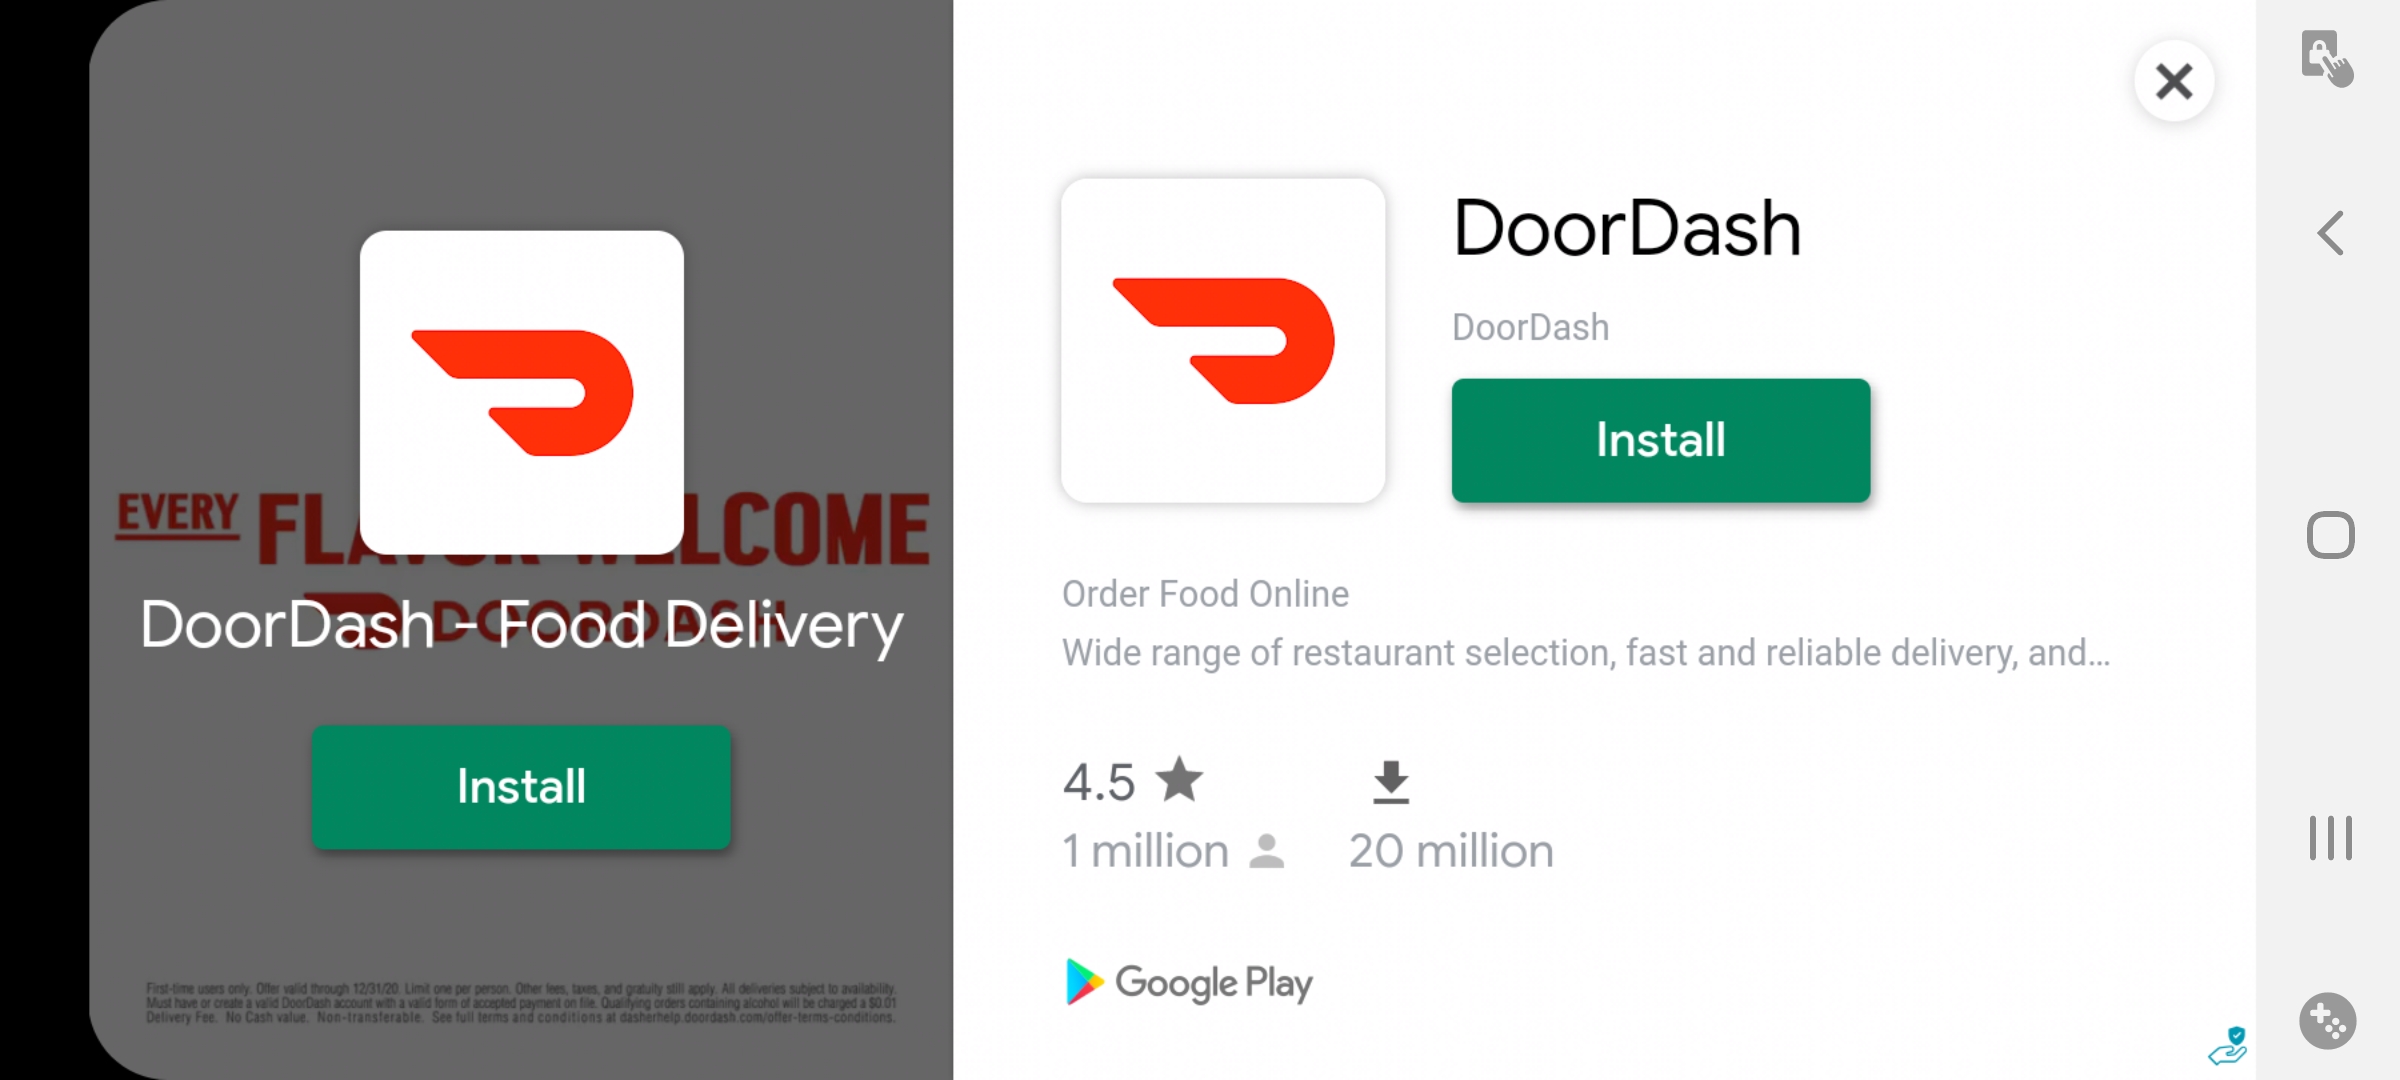 EVERY FLAVOR WELCOME
DOORDASH
DoorDash - Food Delivery
Install
First-time users only. Offer valid through 12/31/20. Limit one per person. Other fees, taxes, and gratuity still apply. All deliveries subject to availability.
Must have or create a valid DoorDash account with a valid form of accepted payment on file. Qualifying orders containing alcohol will be charged a $0.01
Delivery Fee. No Cash value. Non-transferable. See full terms and conditions at dasherhelp.doordash.com/offer-terms-conditions.
DoorDash
DoorDash
Install
Order Food Online
Wide range of restaurant selection, fast and reliable delivery, and...
4.5
1 million
20 million
Google Play